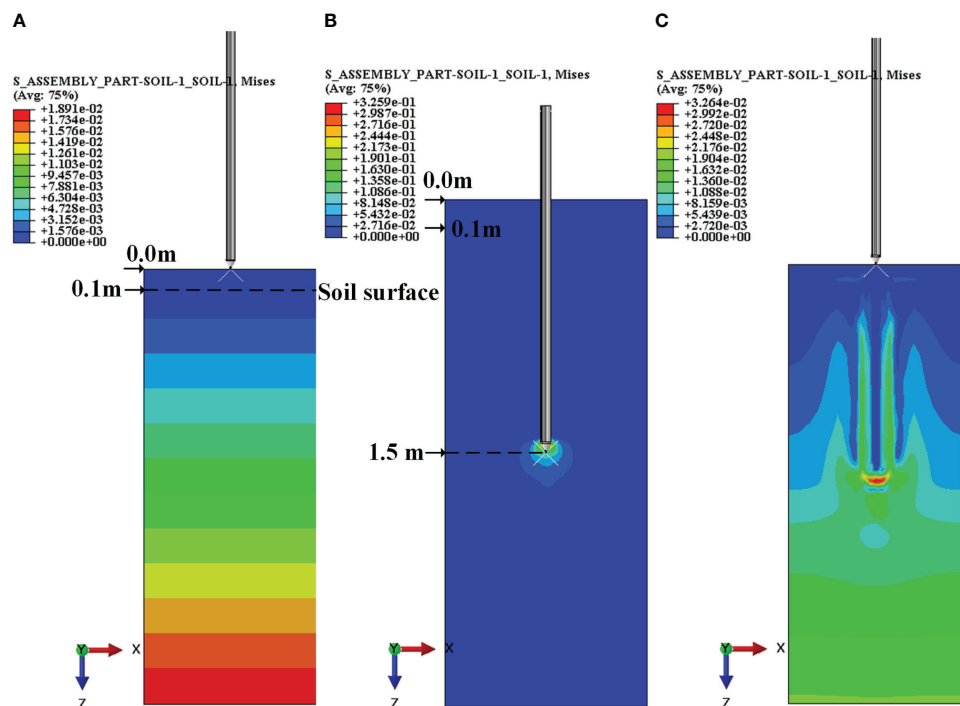 A
B
C
S_ASSEMBLY_PART-SOIL-1_SOIL-1, Mises
(Avg: 75%)
+1.891e-02
+1.734e-02
+1.576e-02
+1.419e-02
+1.261e-02
+1.103e-02
+9.457e-03
+7.881e-03
+6.304e-03
+4.728e-03
+3.152e-03
+1.576e-03
+0.000e+00
0.0m
0.1m
Soil surface
Y
X
Z
S_ASSEMBLY_PART-SOIL-1_SOIL-1, Mises
(Avg: 75%)
+3.259e-01
+2.987e-01
+2.716e-01
+2.444e-01
+2.173e-01
+1.901e-01
+1.630e-01
+1.358e-01
+1.086e-01
+8.148e-02
+5.432e-02
+2.716e-02
+0.000e+00
0.0m
0.1m
1.5 m
Y
X
Z
S_ASSEMBLY_PART-SOIL-1_SOIL-1, Mises
(Avg: 75%)
+3.264e-02
+2.992e-02
+2.720e-02
+2.448e-02
+2.176e-02
+1.904e-02
+1.632e-02
+1.360e-02
+1.088e-02
+8.159e-03
+5.439e-03
+2.720e-03
+0.000e+00
Y
X
Z